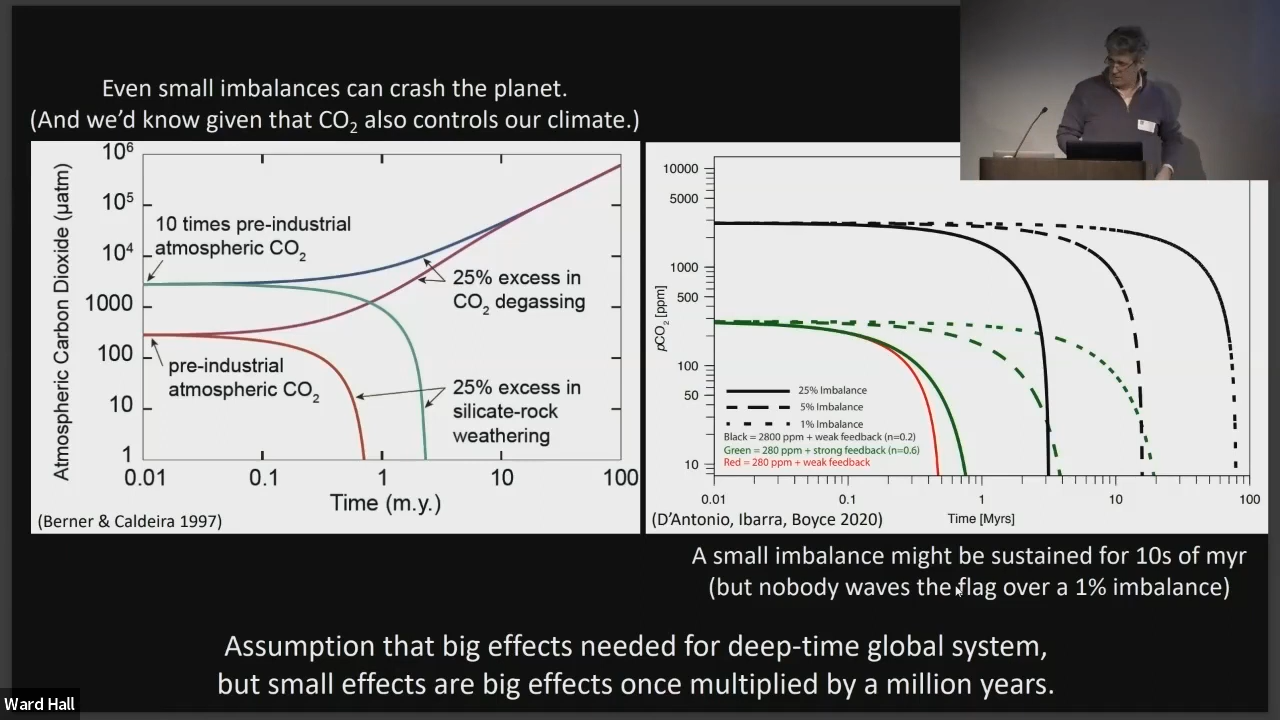 Even small imbalances can crash the planet.
(And we'd know given that CO₂ also controls our climate.)
10⁶
10⁵
10⁴
1000
100
10
1
Atmospheric Carbon Dioxide (µatm)
10 times pre-industrial
atmospheric CO₂
25% excess in
CO₂ degassing
pre-industrial
atmospheric CO₂
25% excess in
silicate-rock
weathering
0.01 0.1 1 10 100
Time (m.y.)
(Berner & Caldeira 1997)
10000
5000
1000
500
100
50
10
pCO₂ [ppm]
25% Imbalance
5% Imbalance
1% Imbalance
Black = 2800 ppm + weak feedback (n=0.2)
Green = 280 ppm + strong feedback (n=0.6)
Red = 280 ppm + weak feedback
0.01 0.1 1 10 100
Time [Myrs]
(D'Antonio, Ibarra, Boyce 2020)
A small imbalance might be sustained for 10s of myr
(but nobody waves the flag over a 1% imbalance)
Assumption that big effects needed for deep-time global system,
but small effects are big effects once multiplied by a million years.
Ward Hall